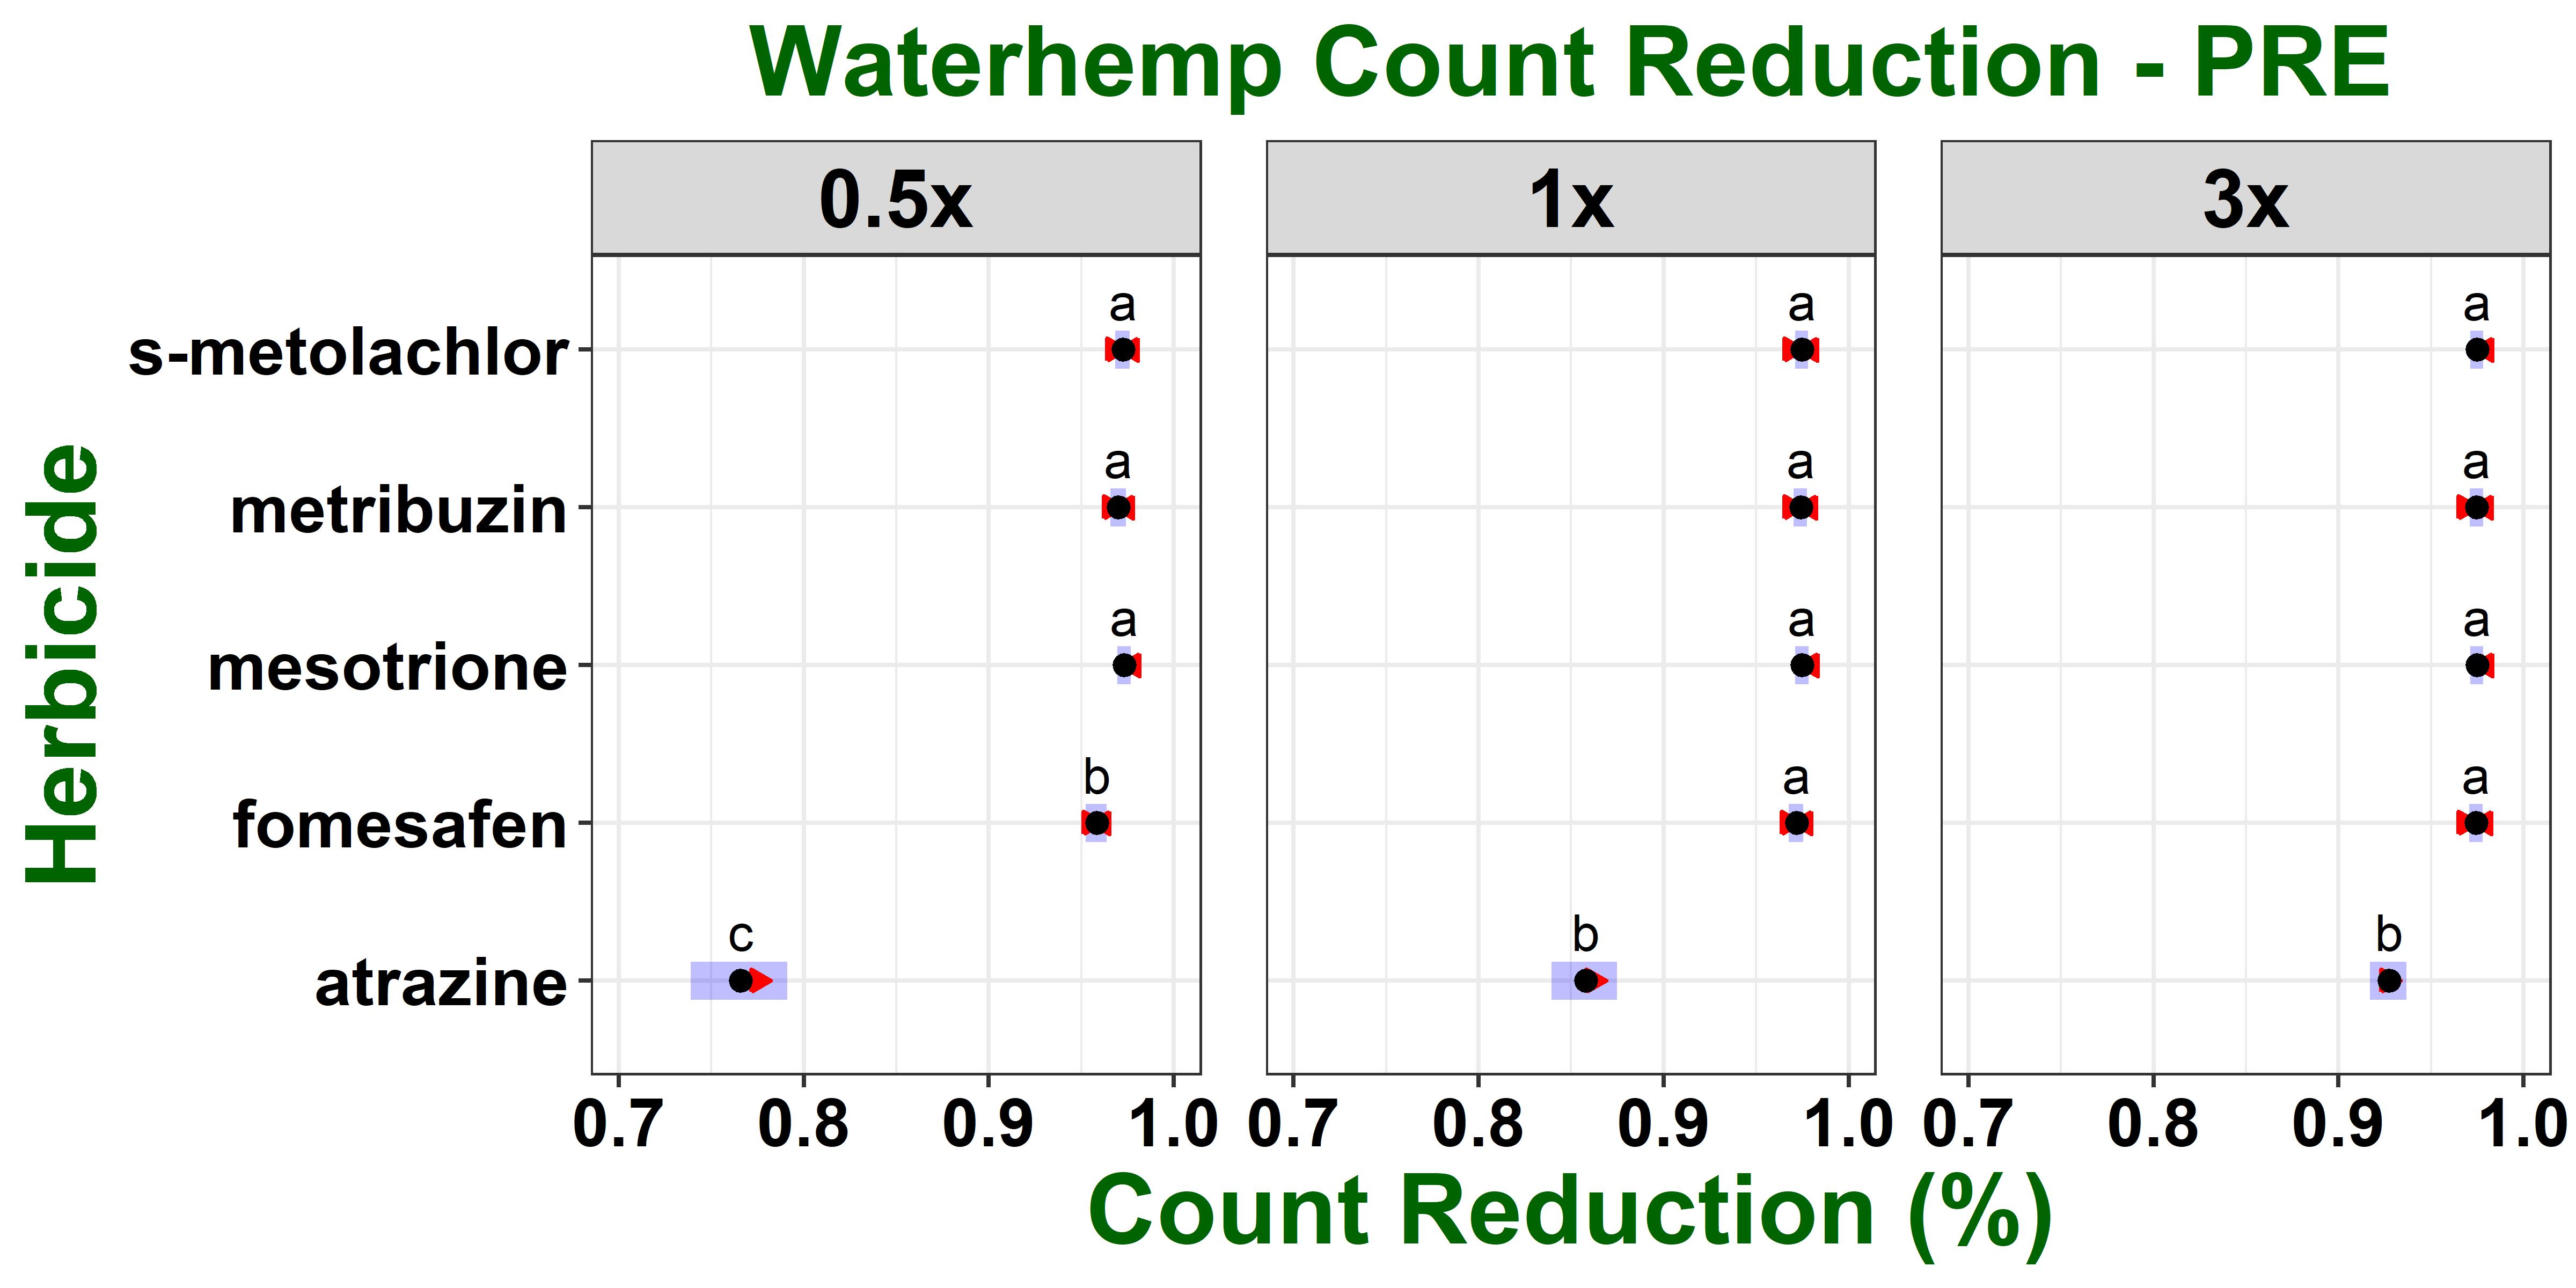 Waterhemp Count Reduction - PRE
0.5x 1x 3x
s-metolachlor a a a
metribuzin a a a
mesotrione a a a
fomesafen b a a
atrazine c b b
Herbicide
0.7 0.8 0.9 1.0 0.7 0.8 0.9 1.0 0.7 0.8 0.9 1.0
Count Reduction (%)